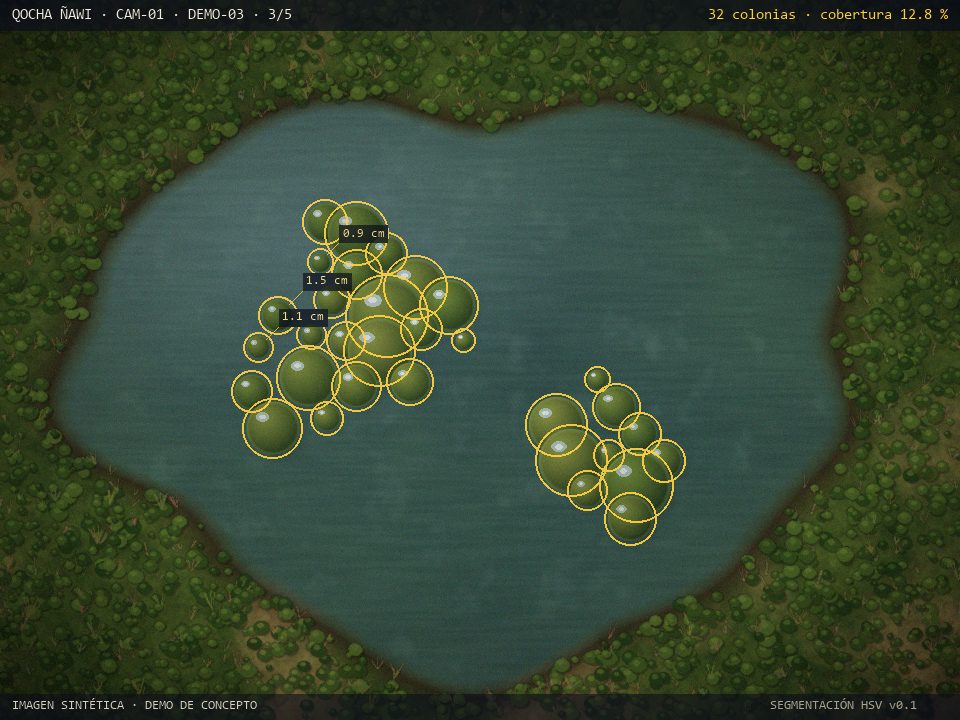 QOCHA ÑAWI · CAM-01 · DEMO-03 · 3/5
32 colonias · cobertura 12.8 %
0.9 cm
1.5 cm
1.1 cm
IMAGEN SINTÉTICA · DEMO DE CONCEPTO
SEGMENTACIÓN HSV v0.1